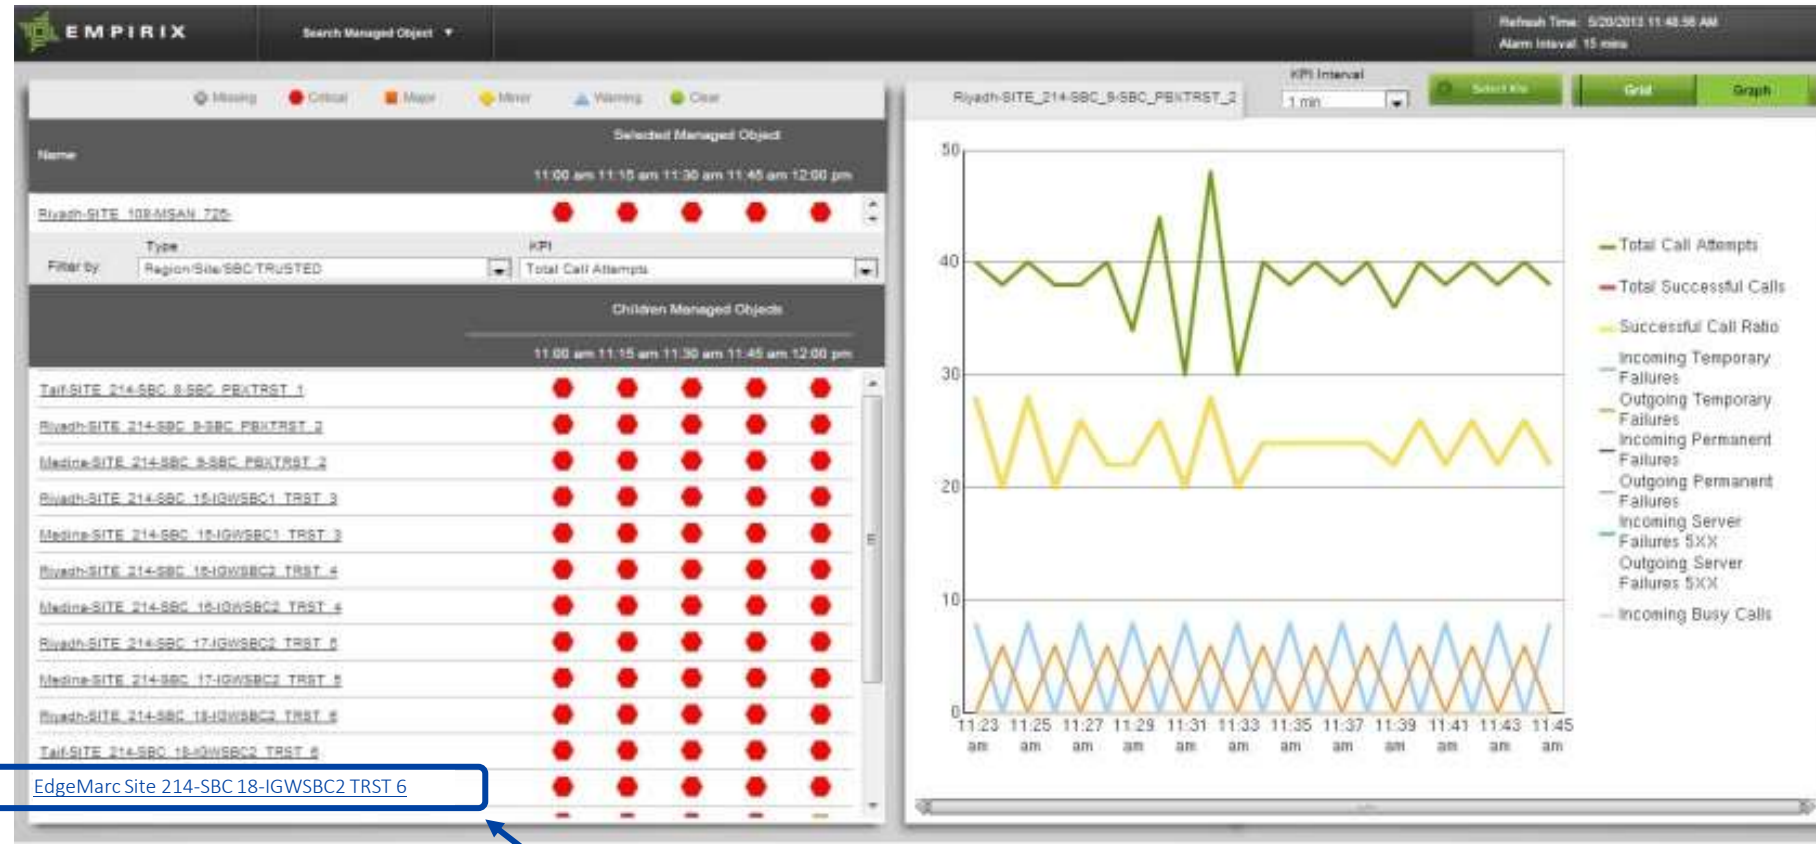 EMPIRIX
Search Managed Object
Refresh Time: 5/20/2013 11:48:58 AM
Alarm Interval: 15 mins
Missing Critical Major Minor Warning Clear
Selected Managed Object
Name
11:00 am 11:15 am 11:30 am 11:45 am 12:00 pm
Riyadh-SITE_108-MSAN_725-
Type KPI
Filter by Region/Site/SBC/TRUSTED Total Call Attempts
Children Managed Objects
11:00 am 11:15 am 11:30 am 11:45 am 12:00 pm
Taif-SITE_214-SBC_8-SBC_PBXTRST_1
Riyadh-SITE_214-SBC_9-SBC_PBXTRST_2
Medina-SITE_214-SBC_9-SBC_PBXTRST_2
Riyadh-SITE_214-SBC_15-IGWSBC1_TRST_3
Medina-SITE_214-SBC_15-IGWSBC1_TRST_3
Riyadh-SITE_214-SBC_16-IGWSBC2_TRST_4
Medina-SITE_214-SBC_16-IGWSBC2_TRST_4
Riyadh-SITE_214-SBC_17-IGWSBC2_TRST_5
Medina-SITE_214-SBC_17-IGWSBC2_TRST_5
Riyadh-SITE_214-SBC_18-IGWSBC2_TRST_6
Taif-SITE_214-SBC_18-IGWSBC2_TRST_6
EdgeMarc Site 214-SBC 18-IGWSBC2 TRST 6
Riyadh-SITE_214-SBC_9-SBC_PBXTRST_2
KPI Interval
1 min
Select KPI
Grid
Graph
50
40
30
20
10
0
11:23 am 11:25 am 11:27 am 11:29 am 11:31 am 11:33 am 11:35 am 11:37 am 11:39 am 11:41 am 11:43 am 11:45 am
Total Call Attempts
Total Successful Calls
Successful Call Ratio
Incoming Temporary
Failures
Outgoing Temporary
Failures
Incoming Permanent
Failures
Outgoing Permanent
Failures
Incoming Server
Failures 5XX
Outgoing Server
Failures 5XX
Incoming Busy Calls